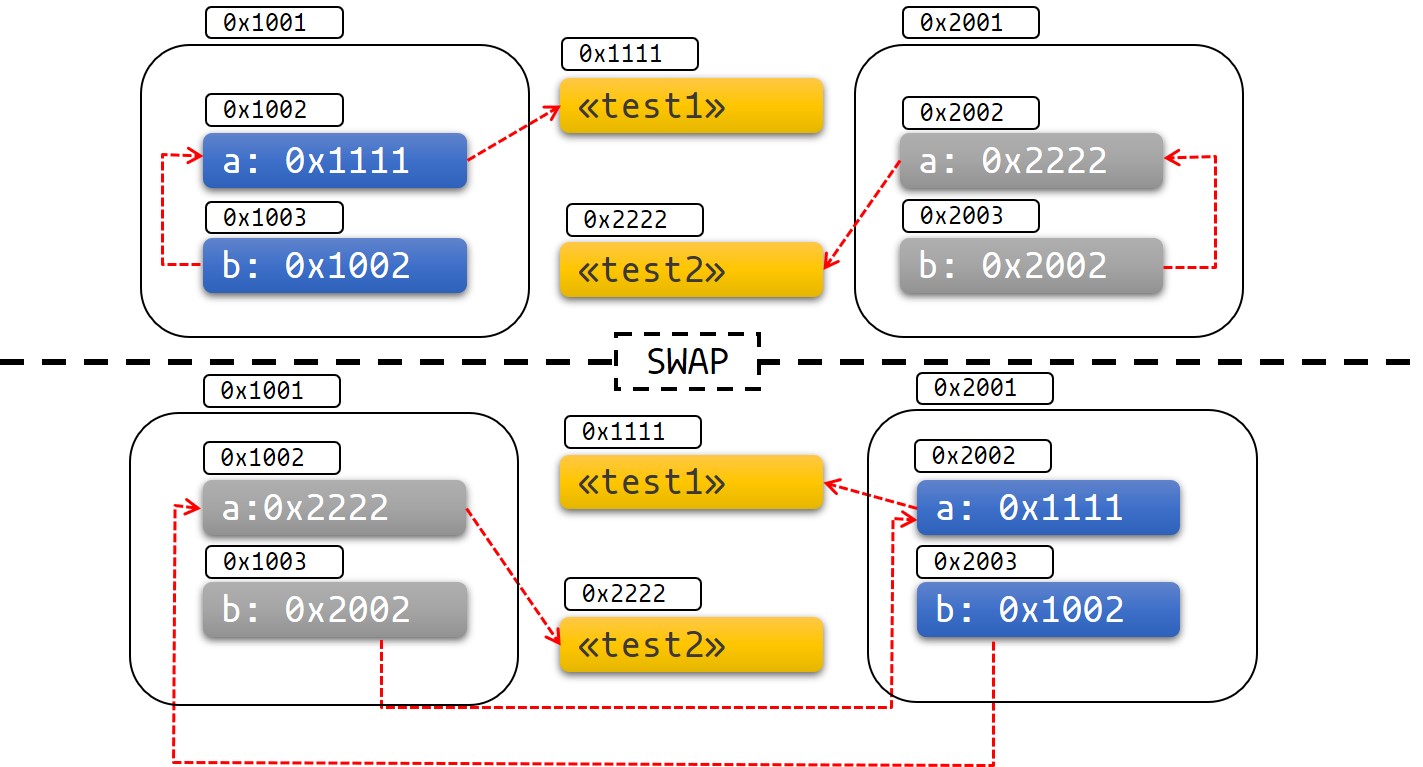 0x1001
0x1002
a: 0x1111
0x1003
b: 0x1002
0x1111
«test1»
0x2222
«test2»
0x2001
0x2002
a: 0x2222
0x2003
b: 0x2002
SWAP
0x1001
0x1002
a:0x2222
0x1003
b: 0x2002
0x1111
«test1»
0x2222
«test2»
0x2001
0x2002
a: 0x1111
0x2003
b: 0x1002